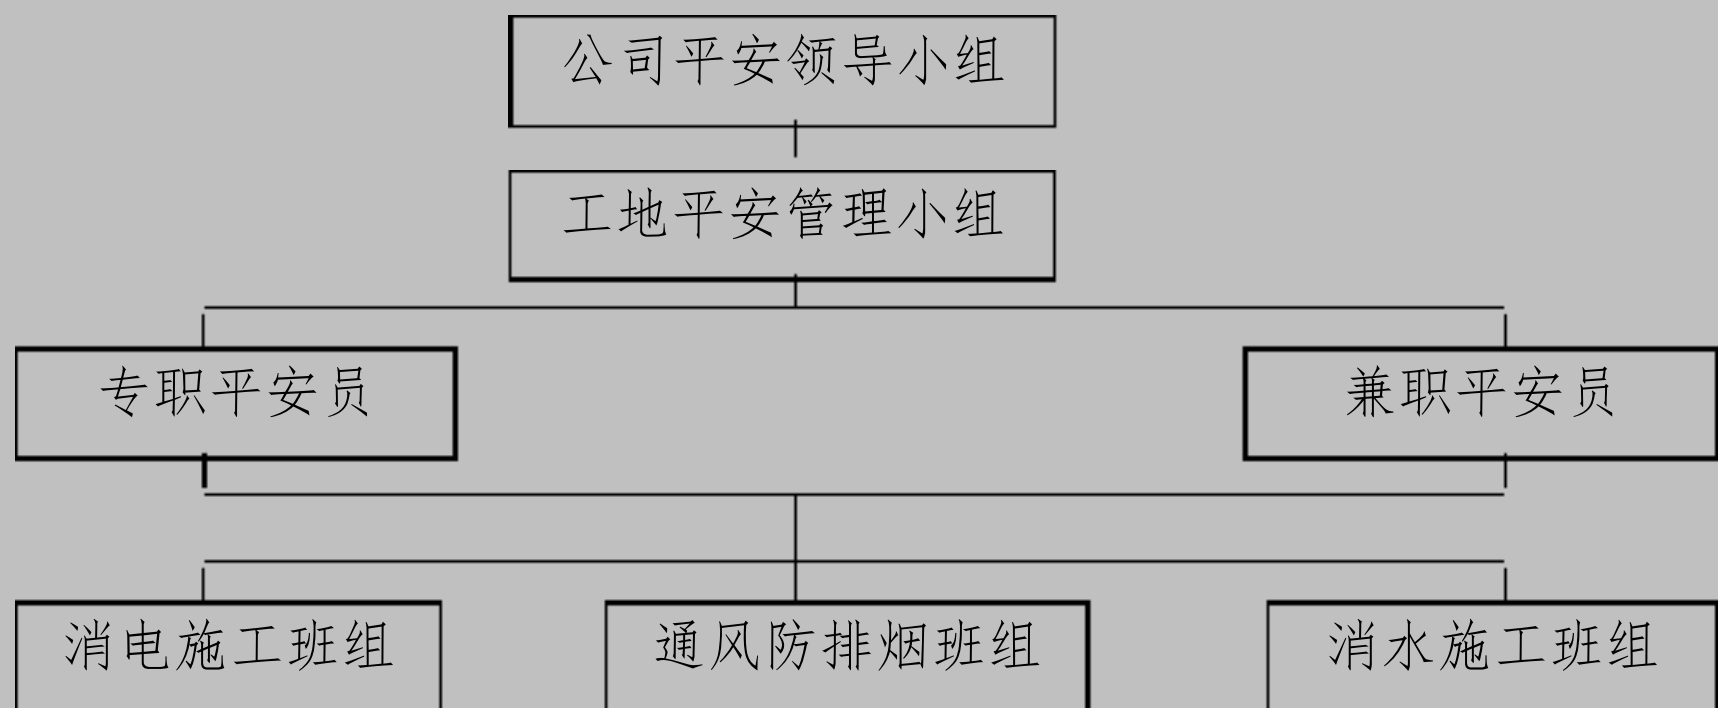 公司平安领导小组
工地平安管理小组
专职平安员
兼职平安员
消电施工班组
通风防排烟班组
消水施工班组